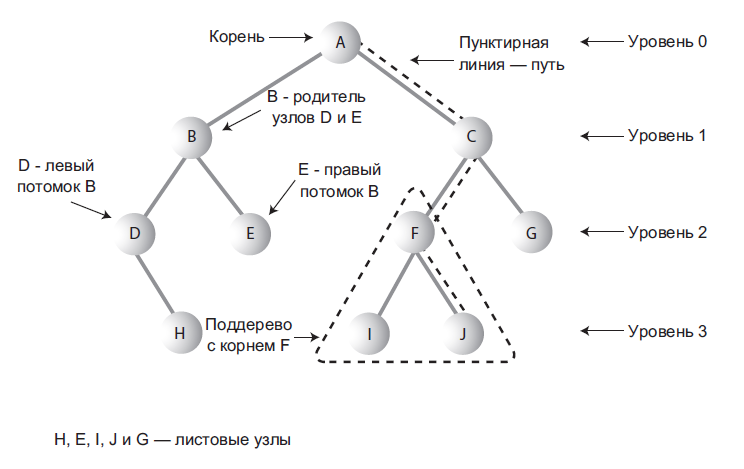 Корень
A
Пунктирная
линия — путь
Уровень 0
B - родитель
узлов D и E
B
C
Уровень 1
D - левый
потомок B
E - правый
потомок B
D
E
F
G
Уровень 2
H
Поддерево
с корнем F
I
J
Уровень 3
H, E, I, J и G — листовые узлы